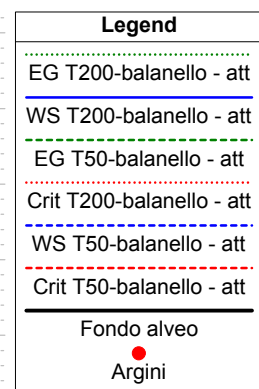 Legend
EG T200-balanello - att
WS T200-balanello - att
EG T50-balanello - att
Crit T200-balanello - att
WS T50-balanello - att
Crit T50-balanello - att
Fondo alveo
Argini